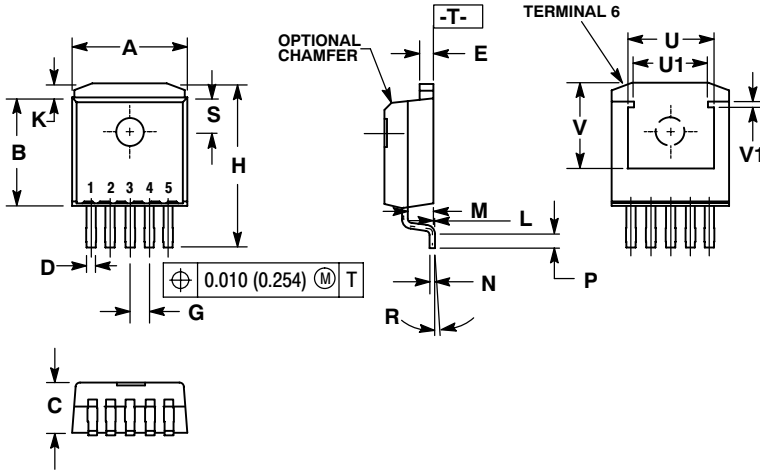 -T-
TERMINAL 6
A
OPTIONAL
CHAMFER
E
U
U1
K
S
B
H
V
V1
1 2 3 4 5
M
L
D
0.010 (0.254) Ⓜ T
N
P
G
R
C